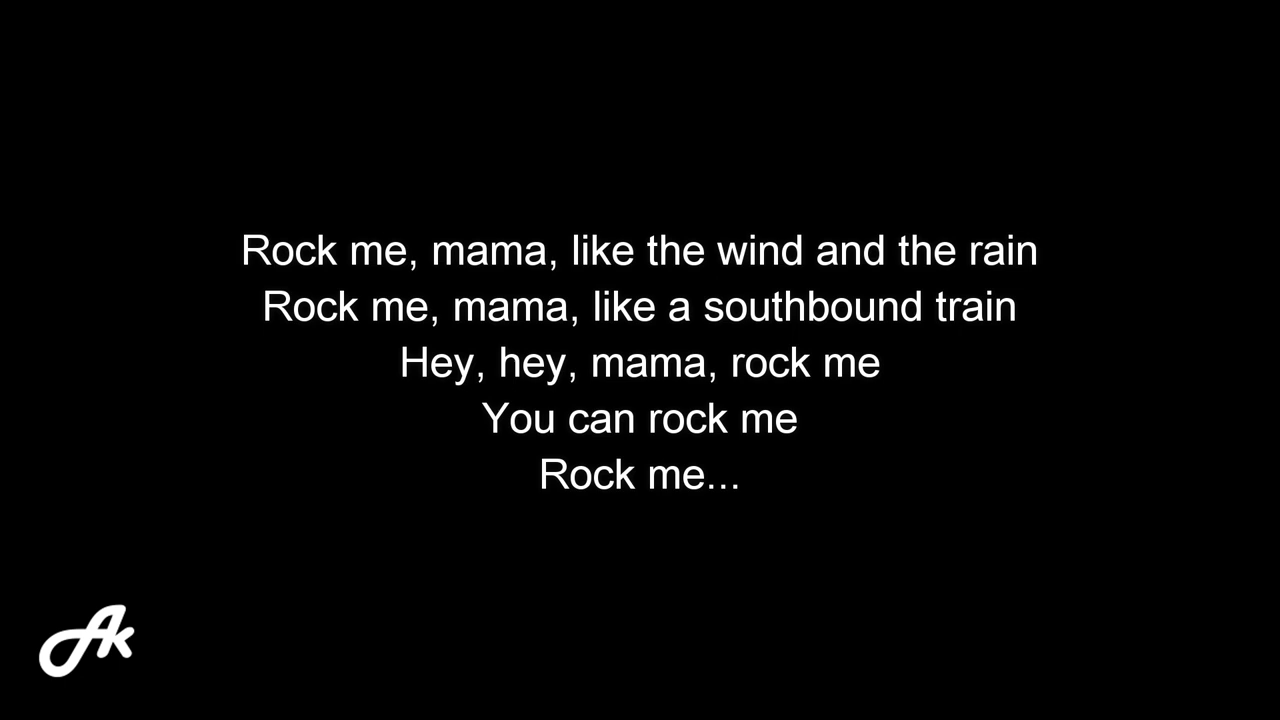 Rock me, mama, like the wind and the rain
Rock me, mama, like a southbound train
Hey, hey, mama, rock me
You can rock me
Rock me...
Ak